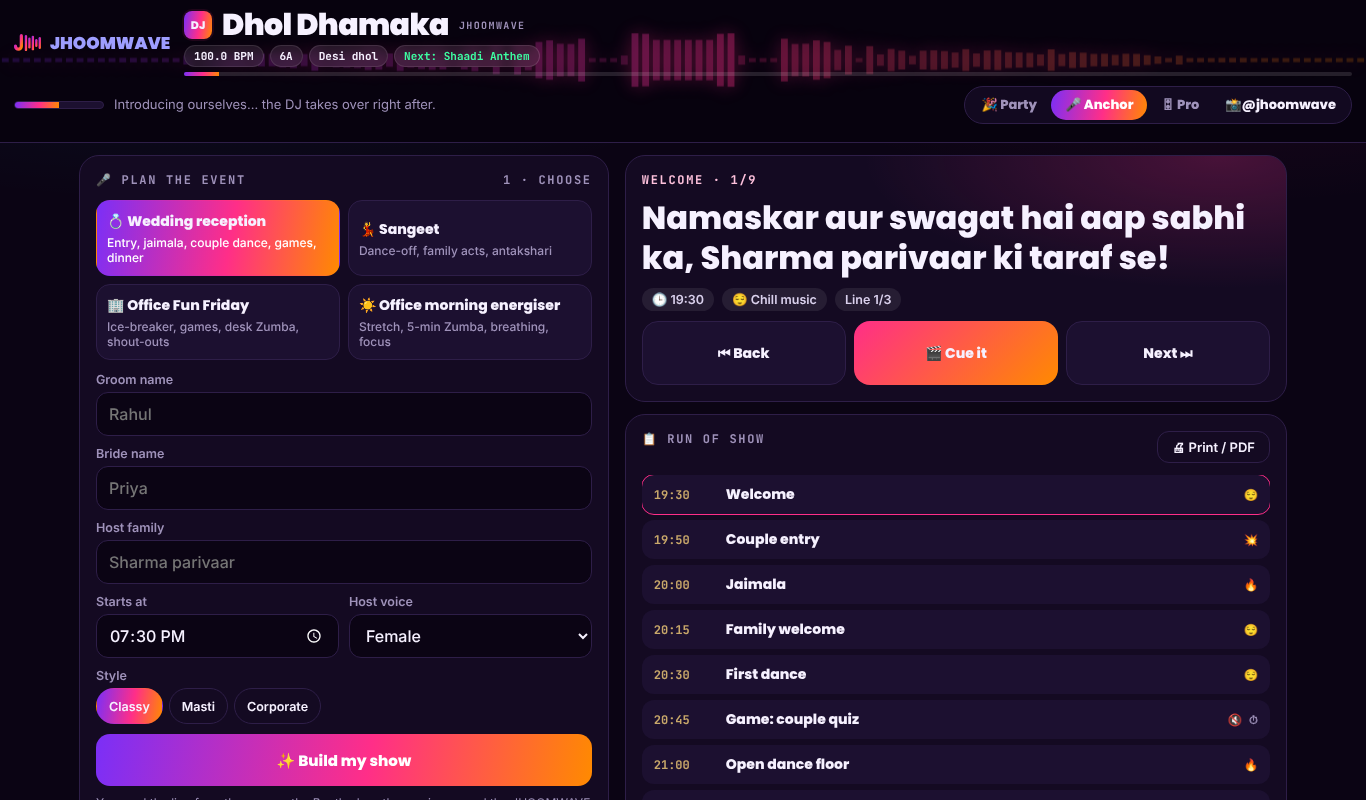 JHOOMWAVE
DJ Dhol Dhamaka JHOOMWAVE
100.0 BPM 6A Desi dhol Next: Shaadi Anthem
Introducing ourselves... the DJ takes over right after.
🎉 Party 🎤 Anchor 🎛 Pro 📸 @jhoomwave
🎤 PLAN THE EVENT 1 · CHOOSE
💍 Wedding reception
Entry, jaimala, couple dance, games,
dinner
💃 Sangeet
Dance-off, family acts, antakshari
🏢 Office Fun Friday
Ice-breaker, games, desk Zumba,
shout-outs
☀️ Office morning energiser
Stretch, 5-min Zumba, breathing,
focus
Groom name
Rahul
Bride name
Priya
Host family
Sharma parivaar
Starts at Host voice
07:30 PM Female
Style
Classy Masti Corporate
✨ Build my show
WELCOME · 1/9
Namaskar aur swagat hai aap sabhi
ka, Sharma parivaar ki taraf se!
🕒 19:30 😌 Chill music Line 1/3
⏮ Back 🎬 Cue it Next ⏭
📋 RUN OF SHOW 🖨 Print / PDF
19:30 Welcome 😌
19:50 Couple entry 💥
20:00 Jaimala 🔥
20:15 Family welcome 😌
20:30 First dance 😌
20:45 Game: couple quiz 🔇 ⏱
21:00 Open dance floor 🔥